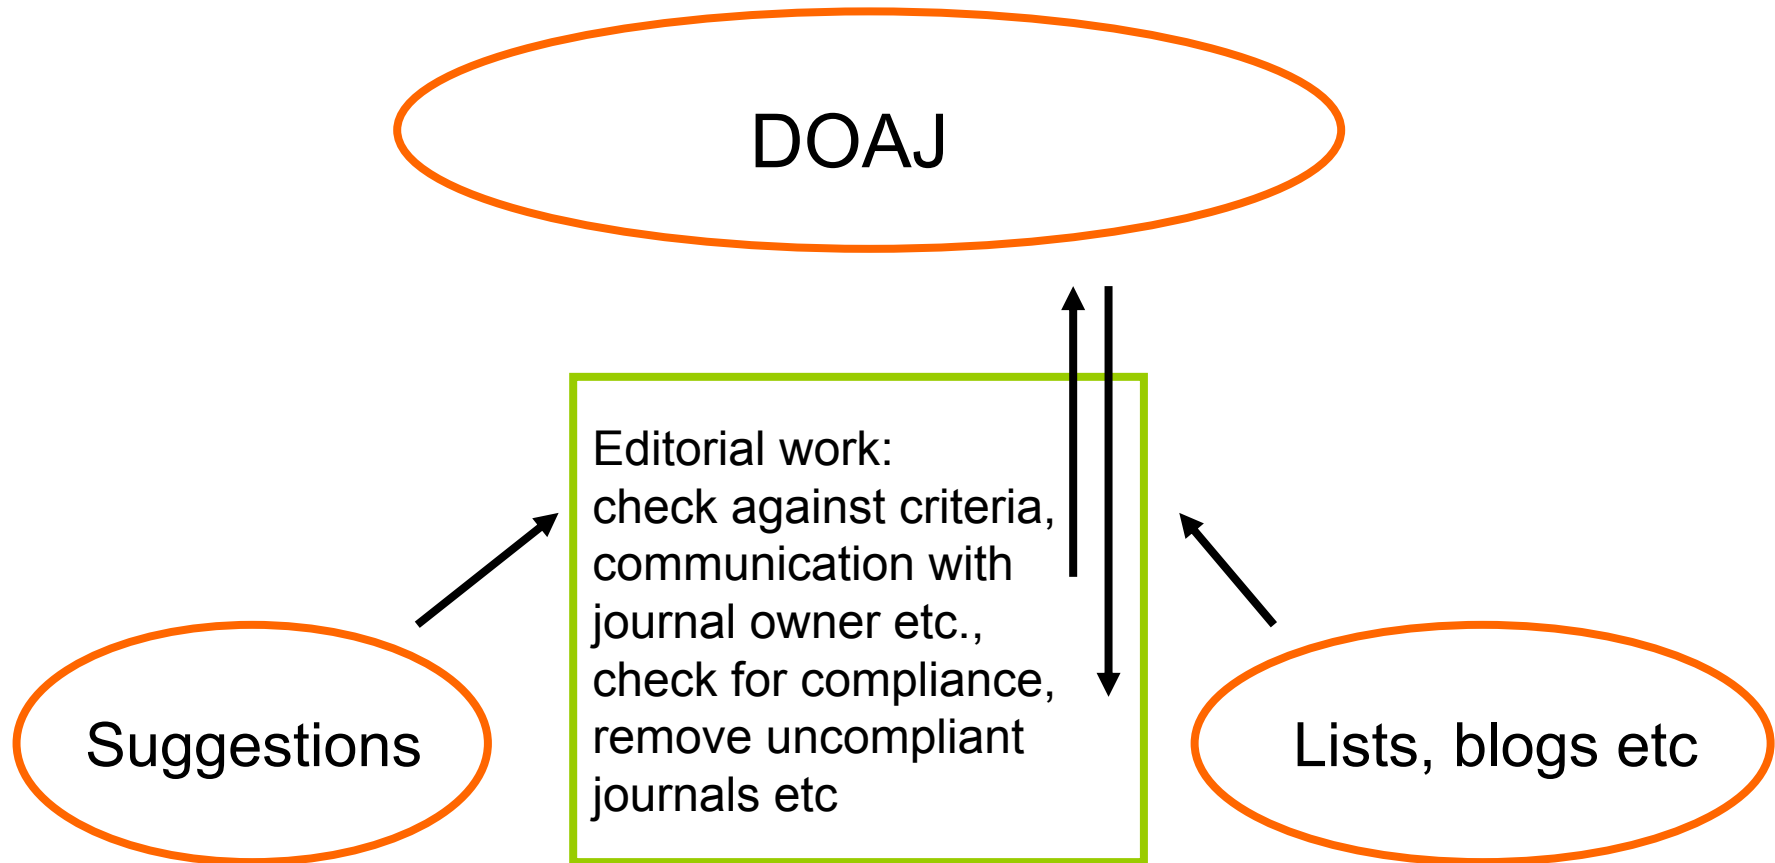 DOAJ
Editorial work:
check against criteria,
communication with
journal owner etc.,
check for compliance,
remove uncompliant
journals etc
Suggestions
Lists, blogs etc